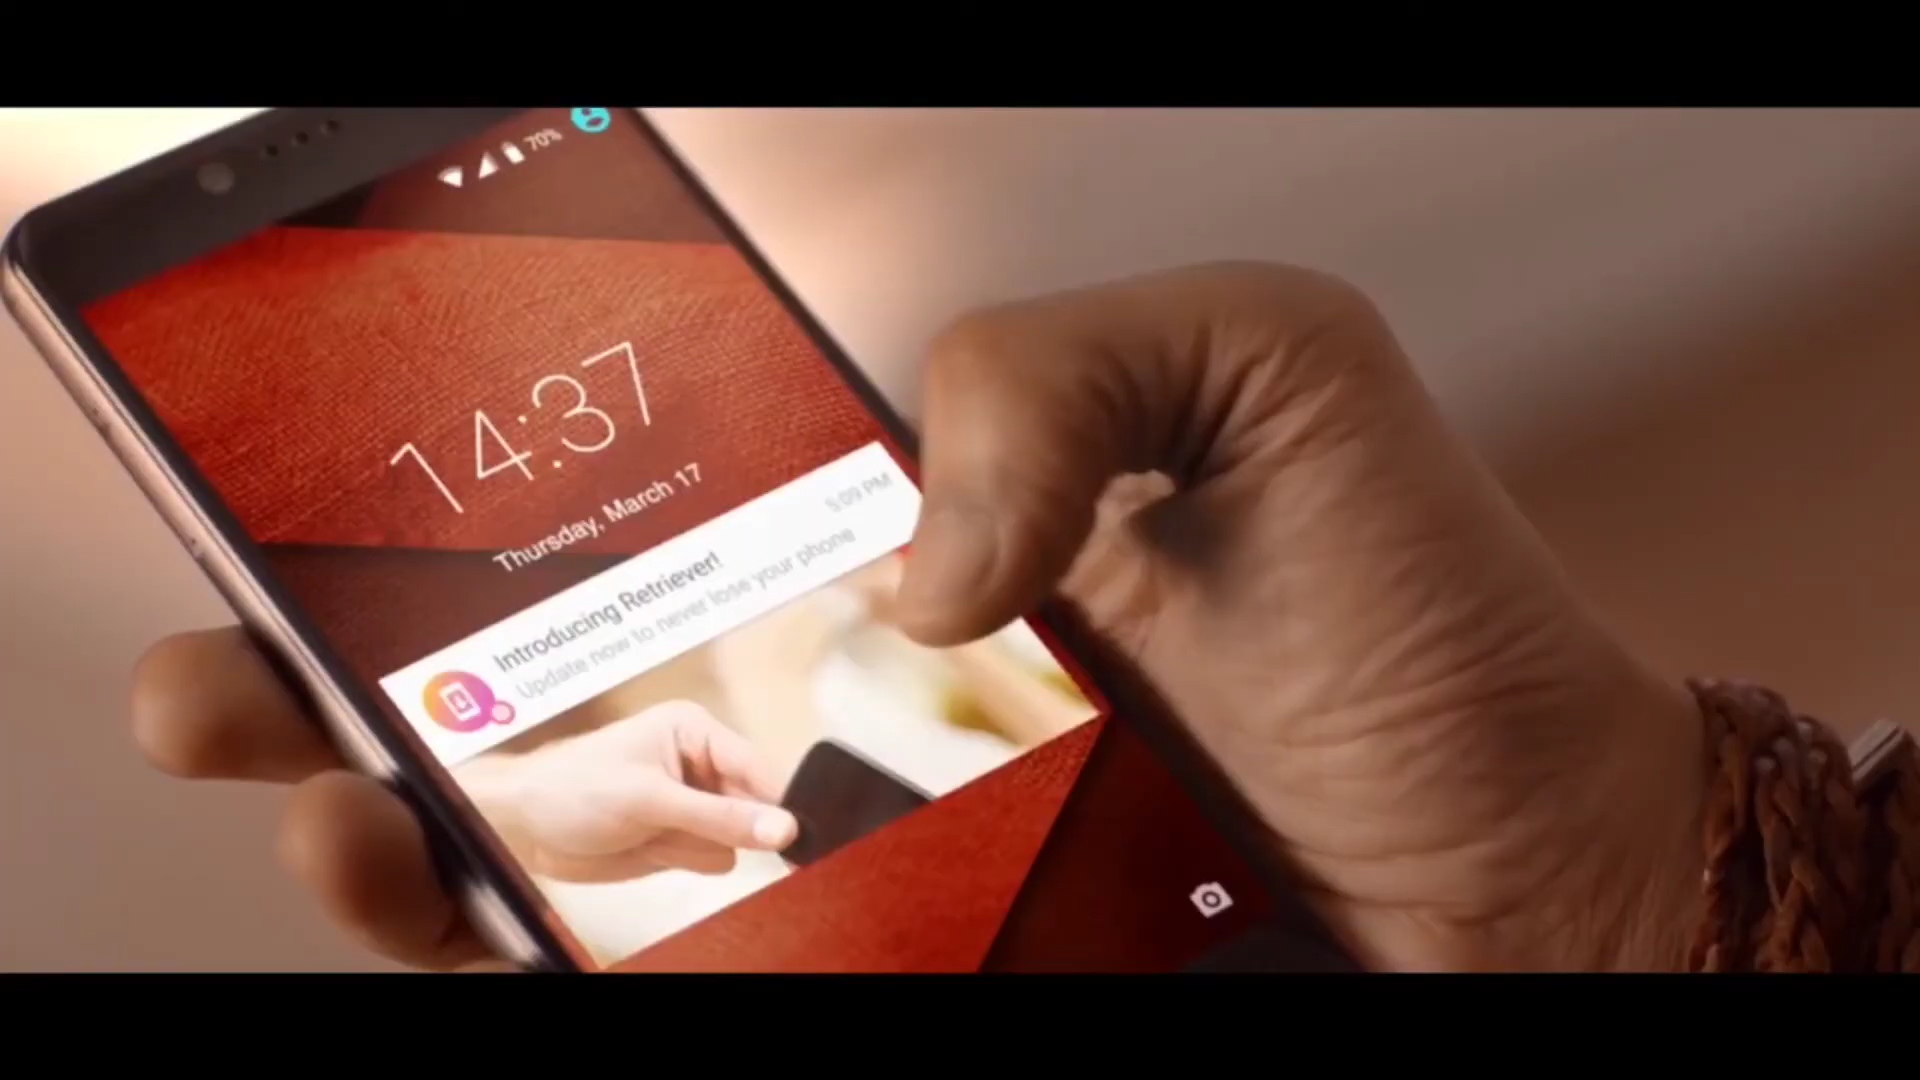 70%
14:37
Thursday, March 17
5:09 PM
Introducing Retriever!
Update now to never lose your phone